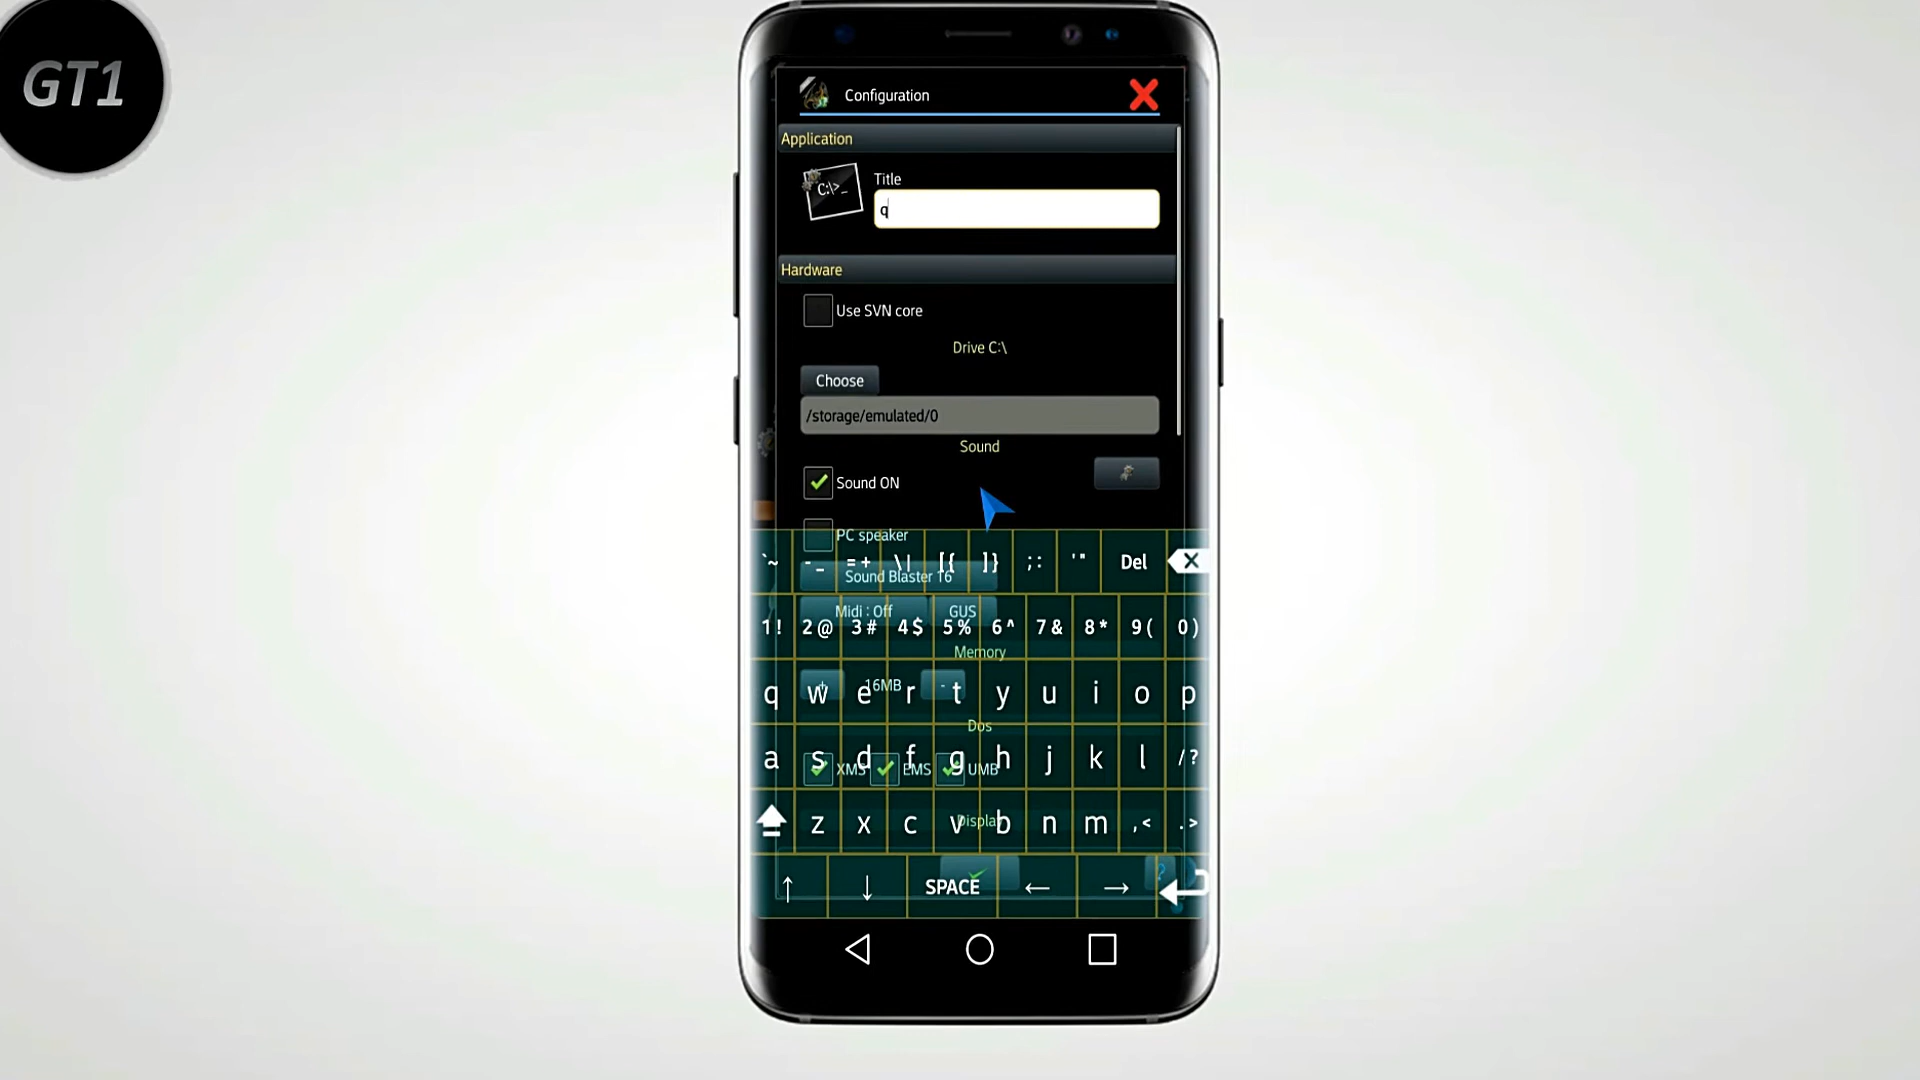 GT1
Configuration
Application
C:\>_
Title
q
Hardware
Use SVN core
Drive C:\
Choose
/storage/emulated/0
Sound
Sound ON
PC speaker
`~ -_ =+ \| [{ ]} ;: '" Del
Sound Blaster 16
Midi : Off GUS
1! 2@ 3# 4$ 5% 6^ 7& 8* 9( 0)
Memory
+ 16MB -
q w e r t y u i o p
Dos
a s d f g h j k l /?
XMS EMS UMB
Display
z x c v b n m ,< .>
?
↑ ↓ SPACE ← →